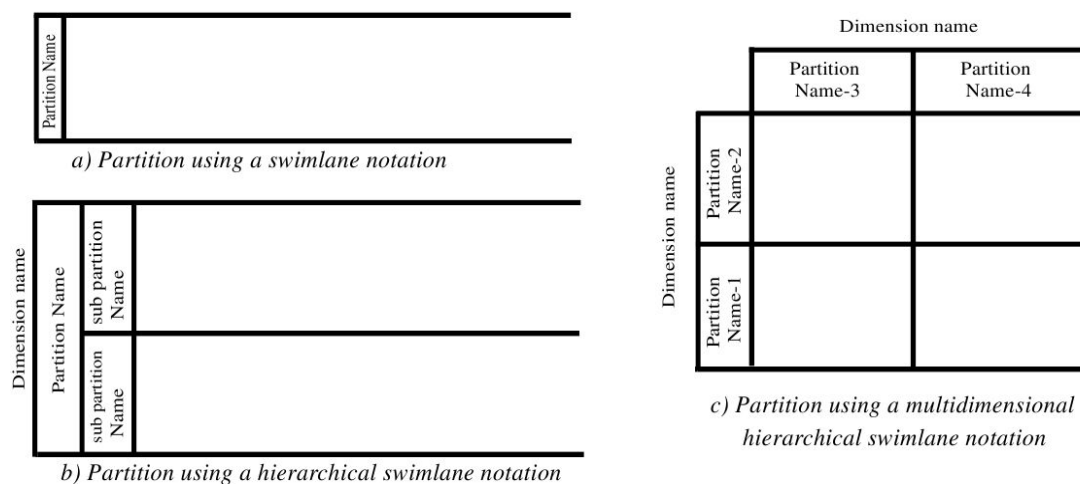 Partition Name
a) Partition using a swimlane notation
Dimension name
Partition Name
sub partition
Name
sub partition
Name
b) Partition using a hierarchical swimlane notation
Dimension name
Partition
Name-3
Partition
Name-4
Dimension name
Partition
Name-2
Partition
Name-1
c) Partition using a multidimensional
hierarchical swimlane notation